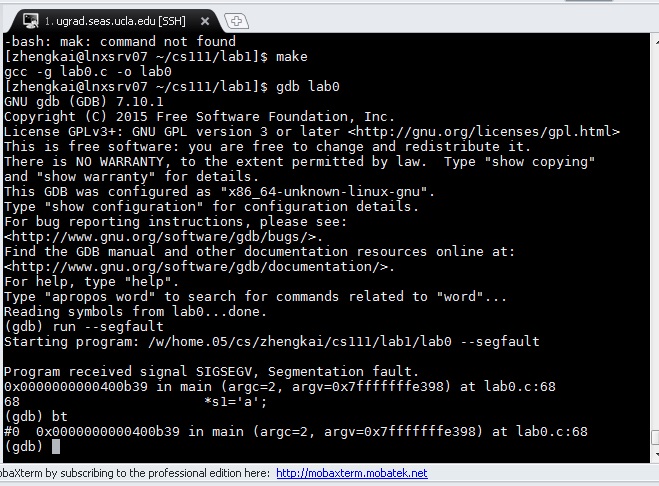 1. ugrad.seas.ucla.edu [SSH]
-bash: mak: command not found
[zhengkai@lnxsrv07 ~/cs111/lab1]$ make
gcc -g lab0.c -o lab0
[zhengkai@lnxsrv07 ~/cs111/lab1]$ gdb lab0
GNU gdb (GDB) 7.10.1
Copyright (C) 2015 Free Software Foundation, Inc.
License GPLv3+: GNU GPL version 3 or later <http://gnu.org/licenses/gpl.html>
This is free software: you are free to change and redistribute it.
There is NO WARRANTY, to the extent permitted by law.  Type "show copying"
and "show warranty" for details.
This GDB was configured as "x86_64-unknown-linux-gnu".
Type "show configuration" for configuration details.
For bug reporting instructions, please see:
<http://www.gnu.org/software/gdb/bugs/>.
Find the GDB manual and other documentation resources online at:
<http://www.gnu.org/software/gdb/documentation/>.
For help, type "help".
Type "apropos word" to search for commands related to "word"...
Reading symbols from lab0...done.
(gdb) run --segfault
Starting program: /w/home.05/cs/zhengkai/cs111/lab1/lab0 --segfault
Program received signal SIGSEGV, Segmentation fault.
0x0000000000400b39 in main (argc=2, argv=0x7fffffffe398) at lab0.c:68
68                      *s1='a';
(gdb) bt
#0  0x0000000000400b39 in main (argc=2, argv=0x7fffffffe398) at lab0.c:68
(gdb)
obaXterm by subscribing to the professional edition here:  http://mobaxterm.mobatek.net